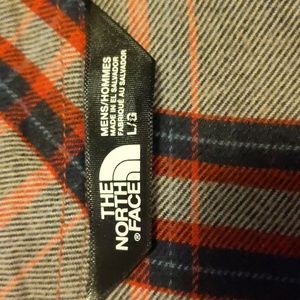 MENS/HOMMES
MADE IN EL SALVADOR
FABRIQUÉ AU SALVADOR
L/G
THE
NORTH
FACE®